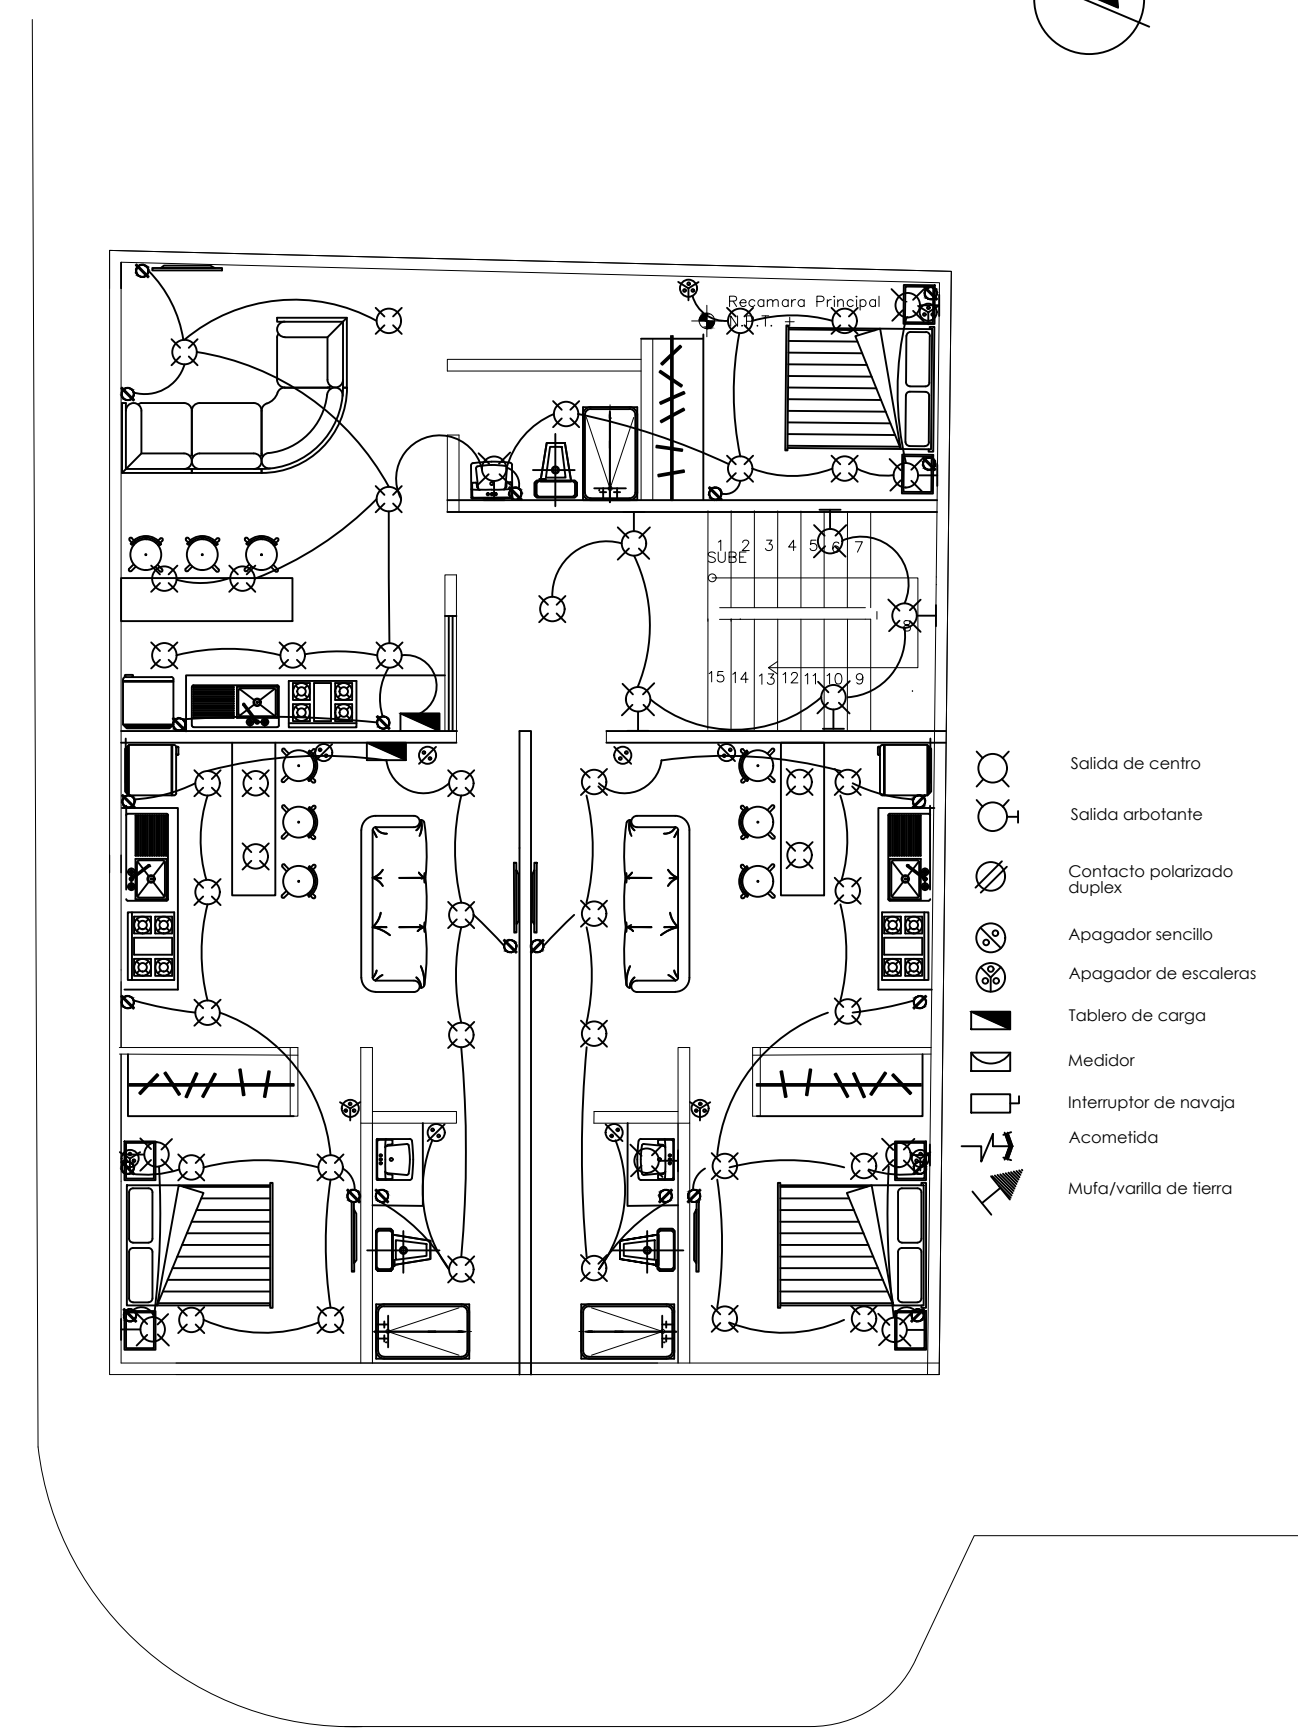 Recamara Principal
N.P.T. +
1 2 3 4 5 6 7
SUBE
8
15 14 13 12 11 10 9
Salida de centro
Salida arbotante
Contacto polarizado
duplex
Apagador sencillo
Apagador de escaleras
Tablero de carga
Medidor
Interruptor de navaja
Acometida
Mufa/varilla de tierra